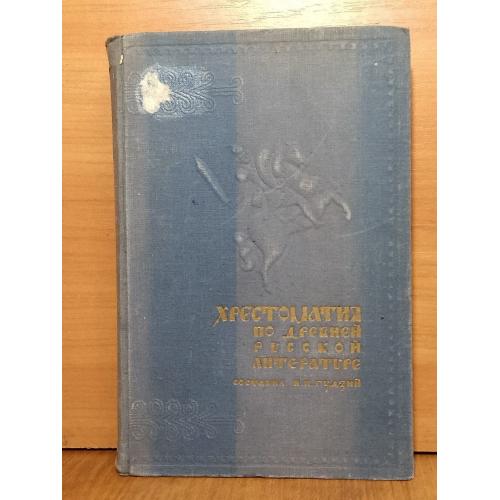 ХРЕСТОМАТИЯ
ПО ДРЕВНЕЙ
РУССКОЙ
ЛИТЕРАТУРЕ
СОСТАВИЛ Н.К. ГУДЗИЙ